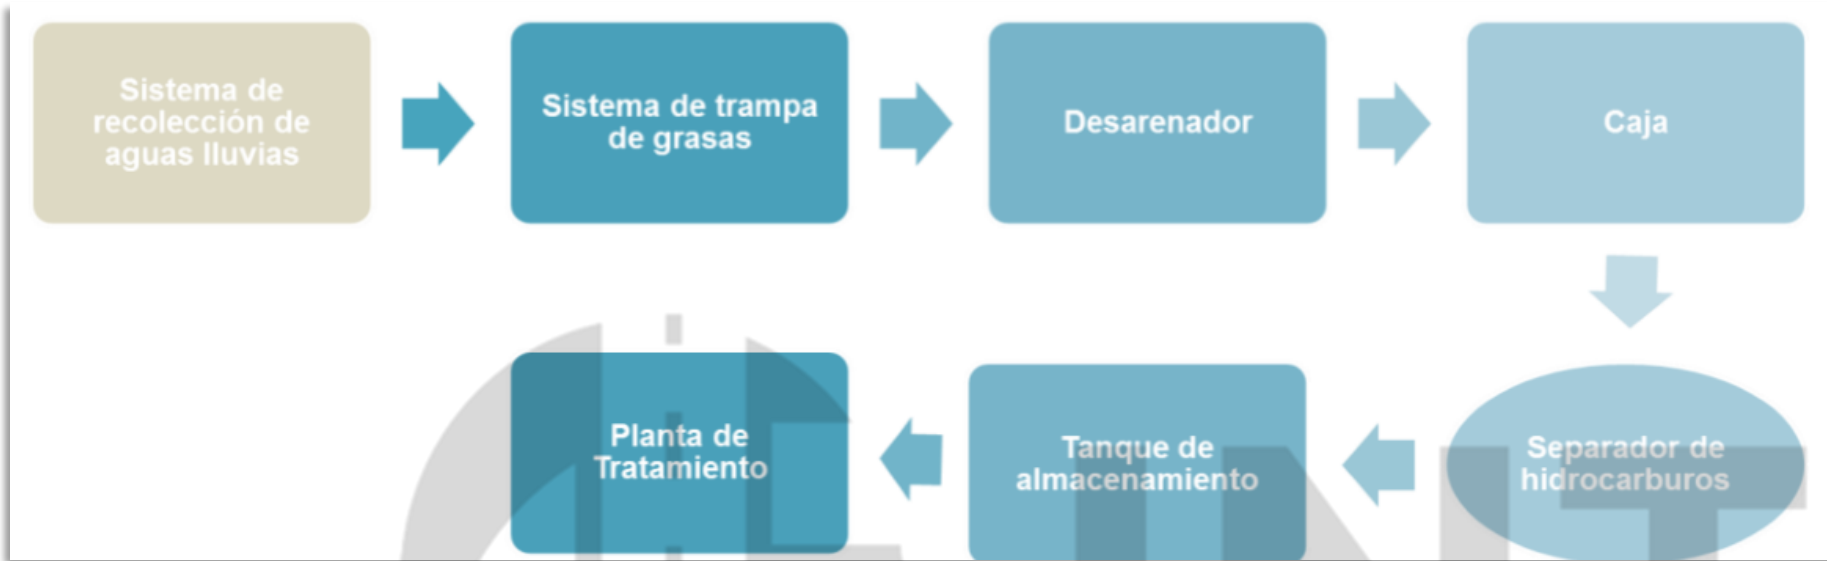 Sistema de
recolección de
aguas lluvias
Sistema de trampa
de grasas
Desarenador
Caja
Separador de
hidrocarburos
Tanque de
almacenamiento
Planta de
Tratamiento